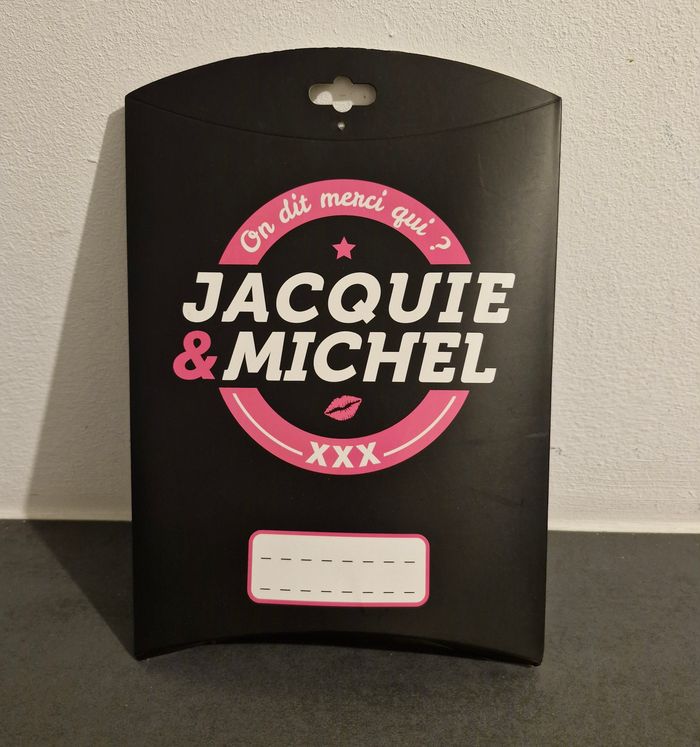 On dit merci qui ?
JACQUIE
& MICHEL
XXX